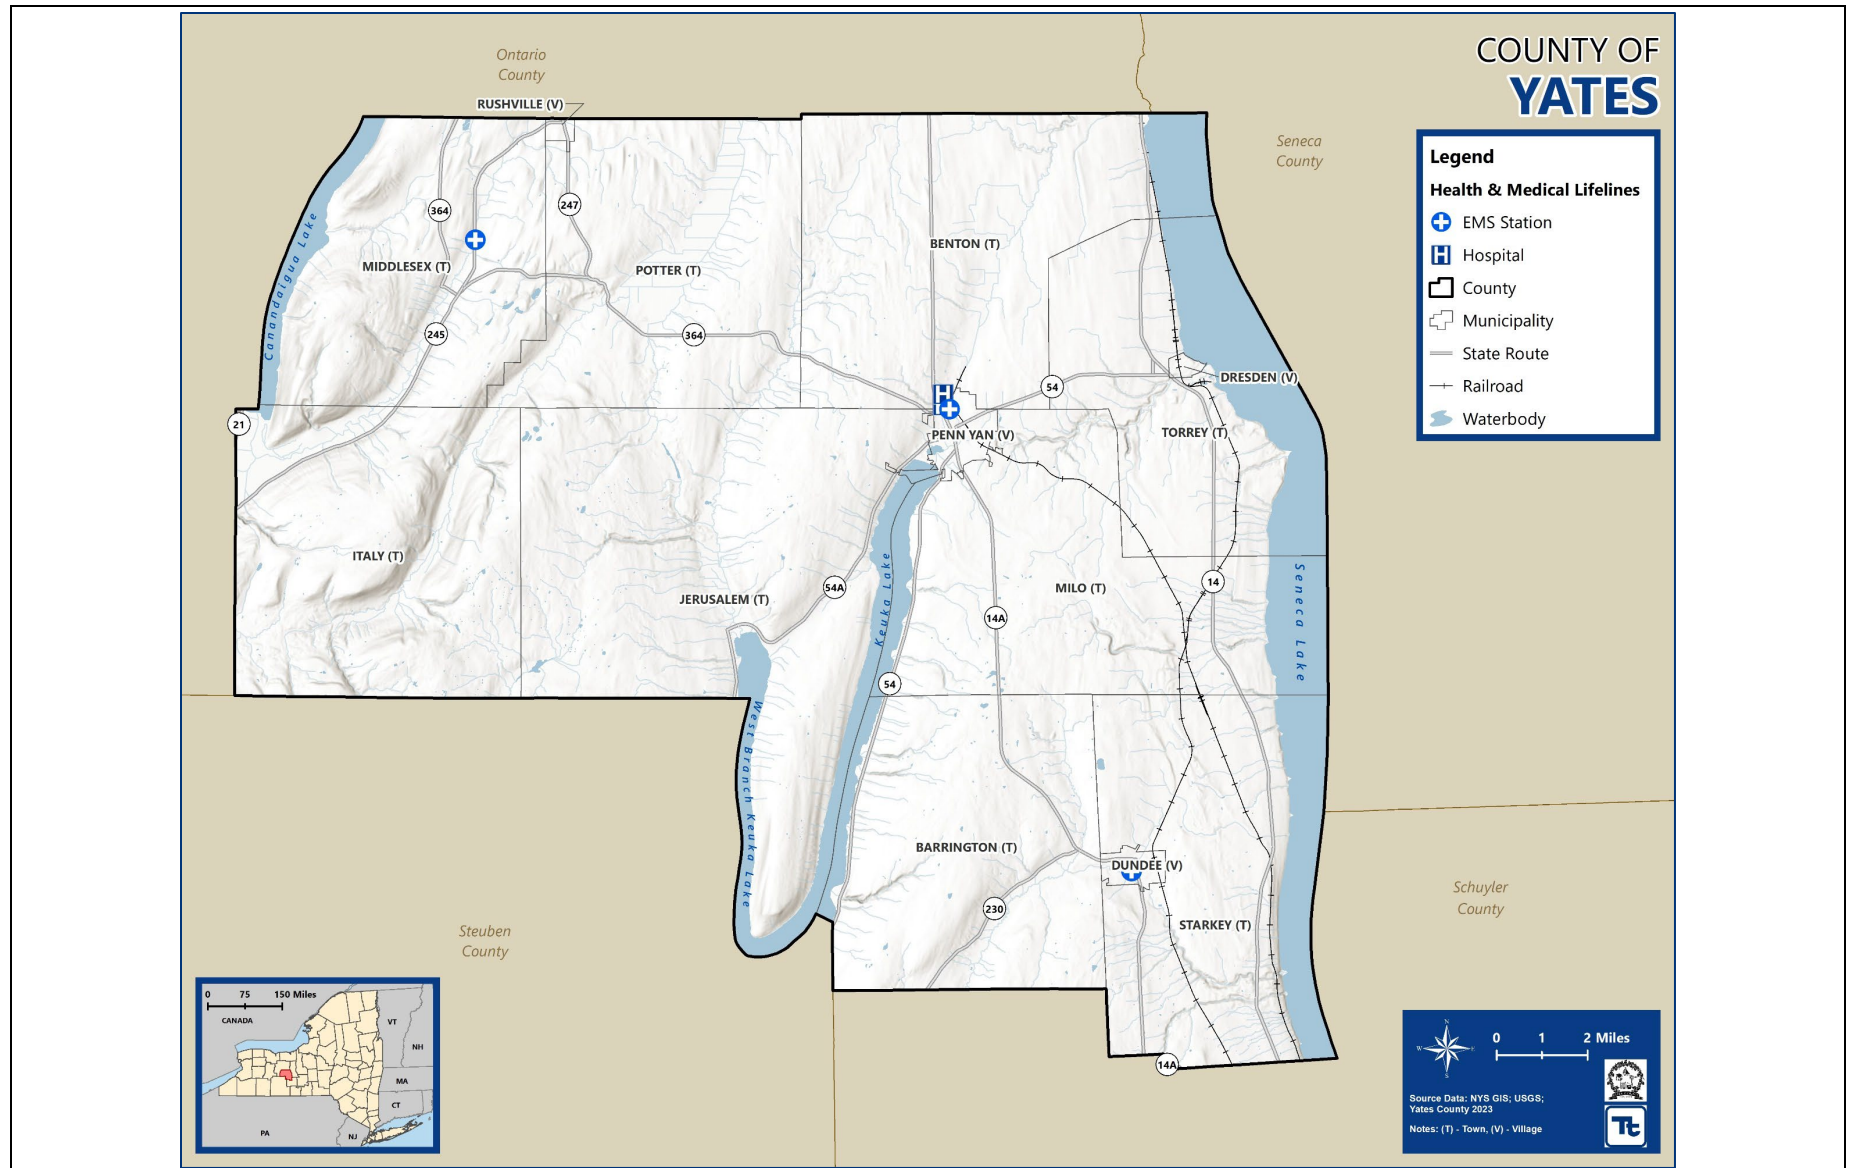 Ontario
County
COUNTY OF
YATES
RUSHVILLE (V)
Seneca
County
Legend
Health & Medical Lifelines
EMS Station
Hospital
County
Municipality
State Route
Railroad
Waterbody
364
247
Canandaigua Lake
MIDDLESEX (T)
POTTER (T)
BENTON (T)
245
364
54
DRESDEN (V)
H
21
PENN YAN (V)
TORREY (T)
ITALY (T)
JERUSALEM (T)
54A
Keuka Lake
14A
MILO (T)
14
Seneca Lake
54
West Branch Keuka Lake
BARRINGTON (T)
DUNDEE (V)
230
STARKEY (T)
Schuyler
County
Steuben
County
14A
0 75 150 Miles
CANADA
VT
NH
MA
CT
PA
NJ
N
W E
S
0 1 2 Miles
Source Data: NYS GIS; USGS;
Yates County 2023
Notes: (T) - Town, (V) - Village
Tt